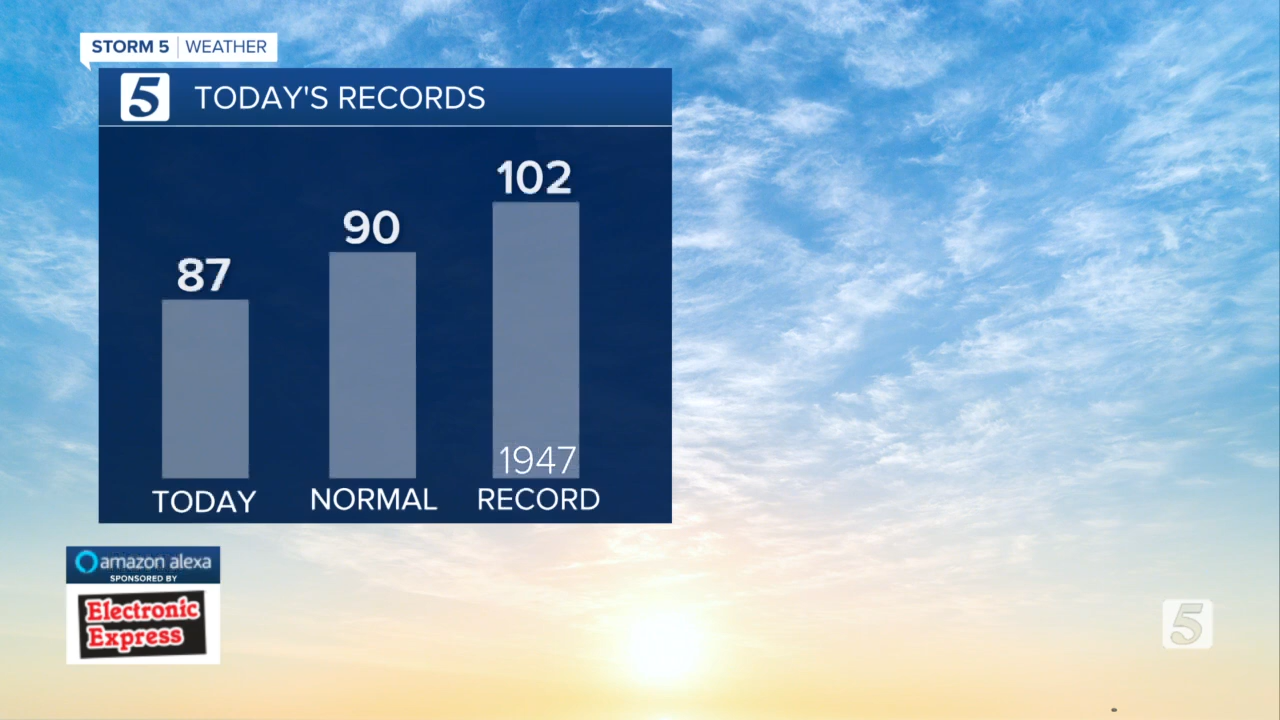 STORM 5 WEATHER
5 TODAY'S RECORDS
102
90
87
1947
TODAY NORMAL RECORD
amazon alexa
SPONSORED BY
Electronic
Express
5